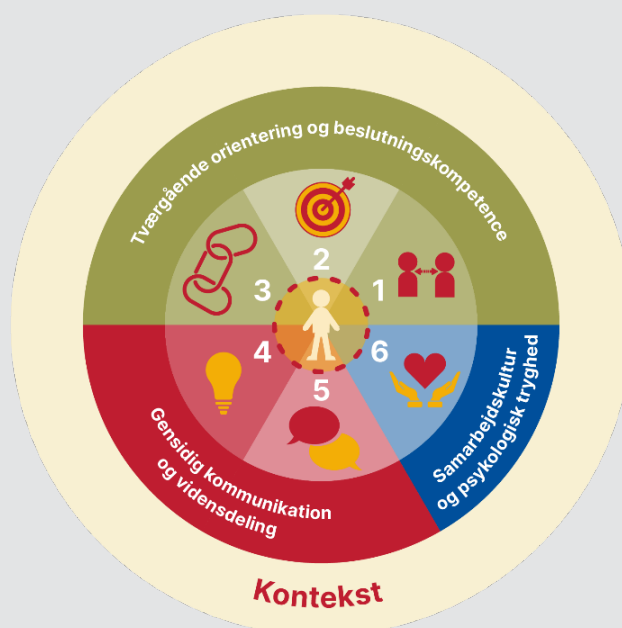 Tværgående orientering og beslutningskompetence
2
3
1
4
6
5
Gensidig kommunikation
og vidensdeling
Samarbejdskultur
og psykologisk tryghed
Kontekst